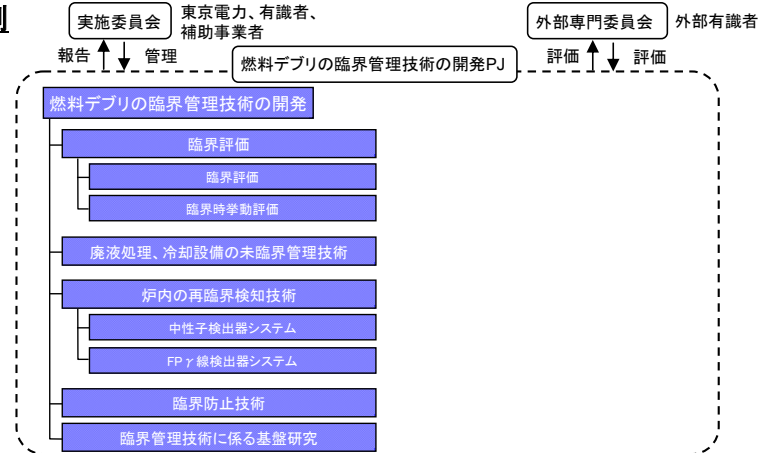 制
実施委員会
東京電力、有識者、
補助事業者
外部専門委員会
外部有識者
報告
管理
燃料デブリの臨界管理技術の開発PJ
評価
評価
燃料デブリの臨界管理技術の開発
臨界評価
臨界評価
臨界時挙動評価
廃液処理、冷却設備の未臨界管理技術
炉内の再臨界検知技術
中性子検出器システム
FPγ線検出器システム
臨界防止技術
臨界管理技術に係る基盤研究